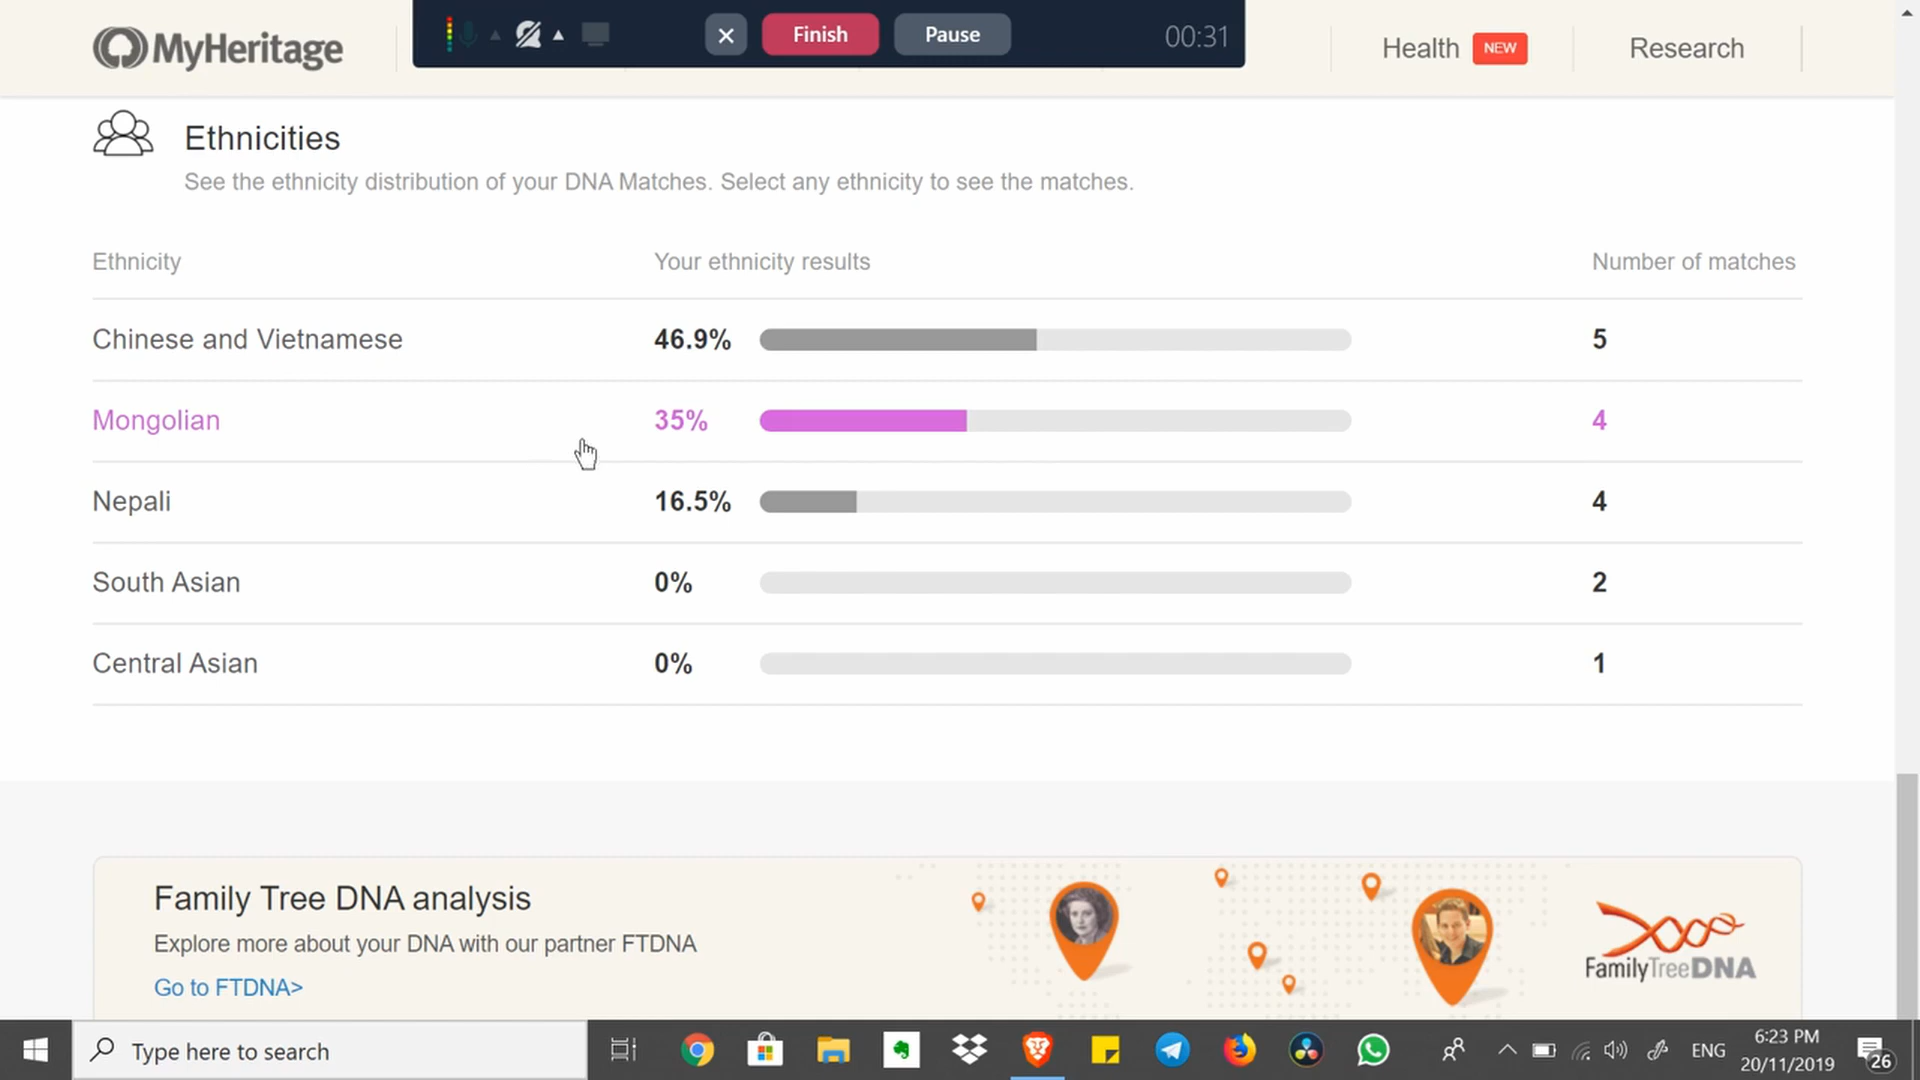 MyHeritage
Finish
Pause
00:31
Health NEW
Research
Ethnicities
See the ethnicity distribution of your DNA Matches. Select any ethnicity to see the matches.
Ethnicity Your ethnicity results Number of matches
Chinese and Vietnamese 46.9% 5
Mongolian 35% 4
Nepali 16.5% 4
South Asian 0% 2
Central Asian 0% 1
Family Tree DNA analysis
Explore more about your DNA with our partner FTDNA
Go to FTDNA>
FamilyTreeDNA
Type here to search
ENG
6:23 PM
20/11/2019
26